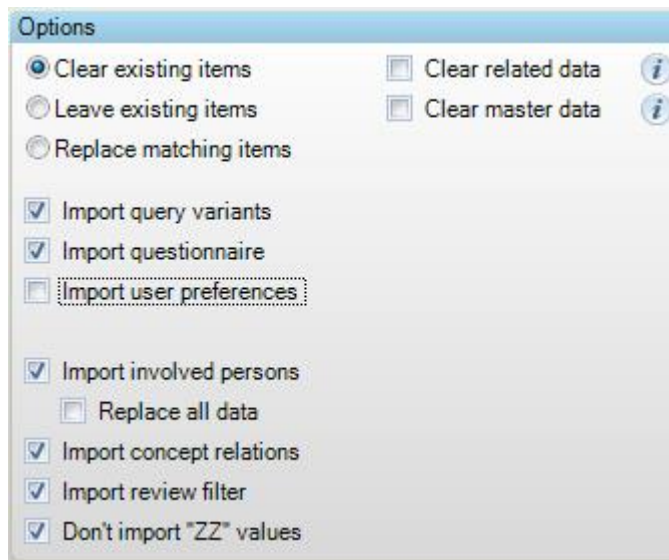 Options
Clear existing items
Clear related data
i
Leave existing items
Clear master data
i
Replace matching items
Import query variants
Import questionnaire
Import user preferences
Import involved persons
Replace all data
Import concept relations
Import review filter
Don't import "ZZ" values